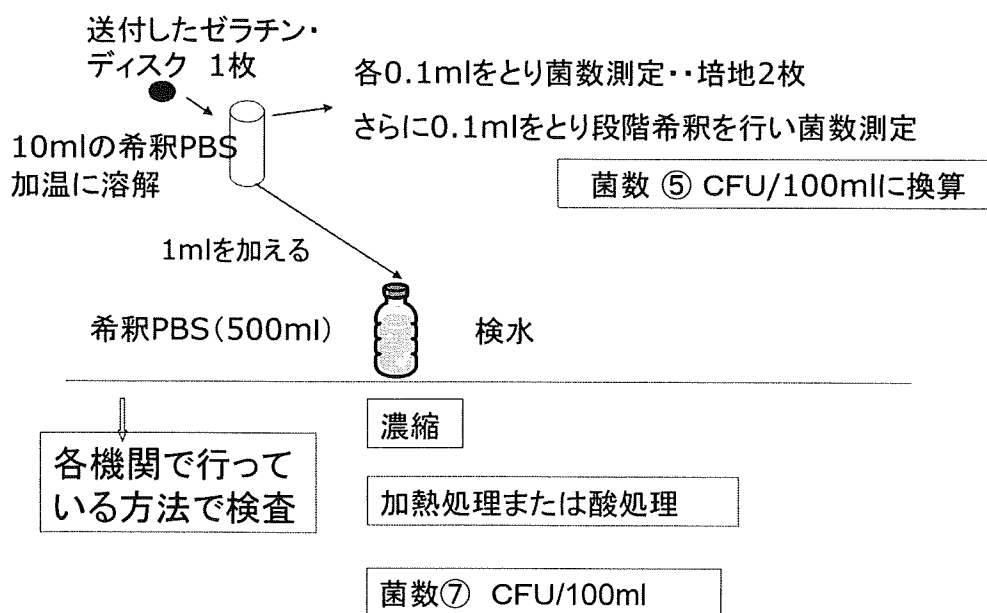 送付したゼラチン・
ディスク 1枚
各0.1mlをとり菌数測定・・培地2枚
さらに0.1mlをとり段階希釈を行い菌数測定
10mlの希釈PBS
加温に溶解
菌数 ⑤ CFU/100mlに換算
1mlを加える
希釈PBS(500ml)
検水
各機関で行って
いる方法で検査
濃縮
加熱処理または酸処理
菌数⑦ CFU/100ml